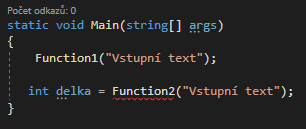 Počet odkazů: 0
static void Main(string[] args)
{
Function1("Vstupní text");
int delka = Function2("Vstupní text");
}